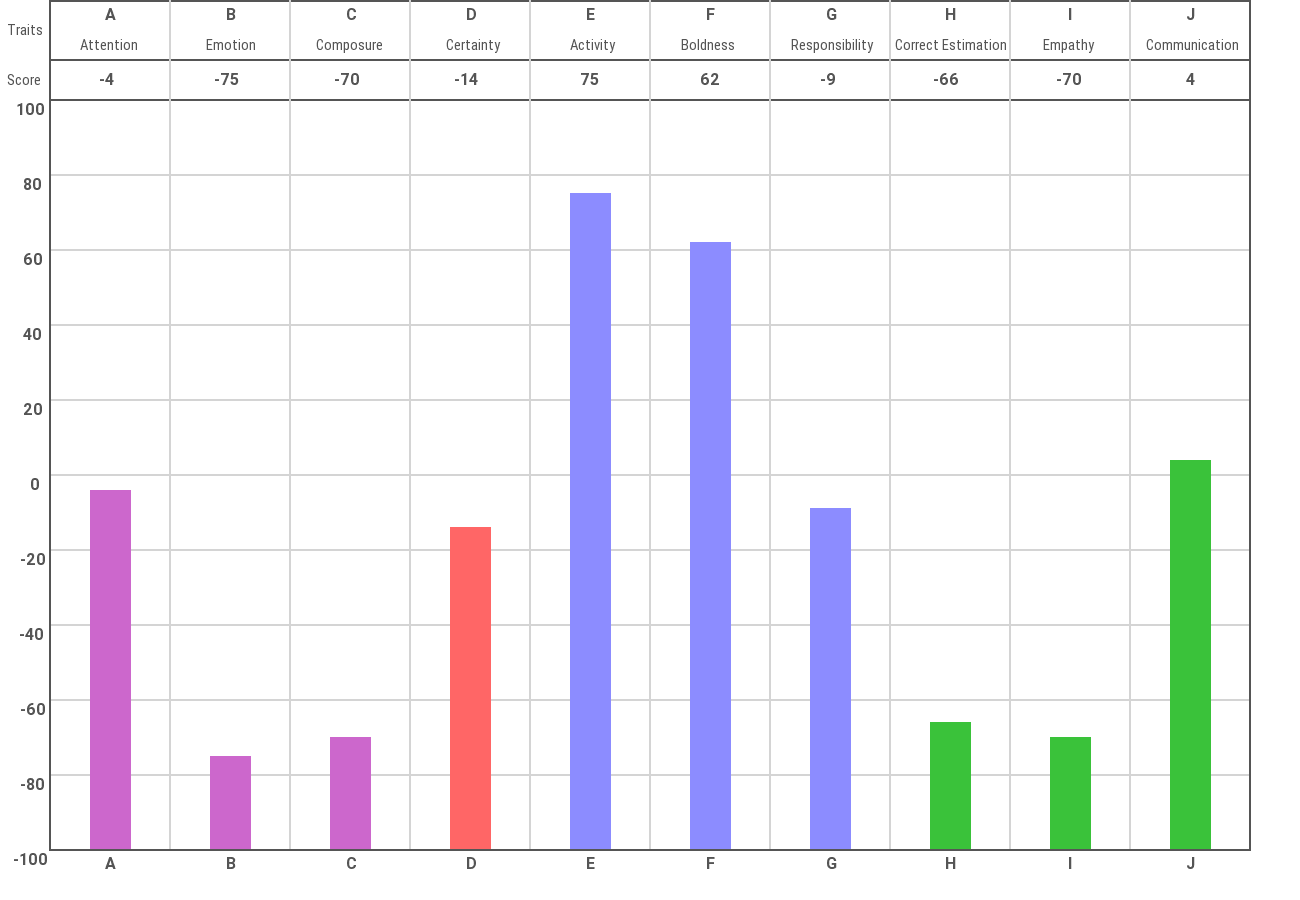 Traits A B C D E F G H I J
Attention Emotion Composure Certainty Activity Boldness Responsibility Correct Estimation Empathy Communication
Score -4 -75 -70 -14 75 62 -9 -66 -70 4
100
80
60
40
20
0
-20
-40
-60
-80
-100
A B C D E F G H I J